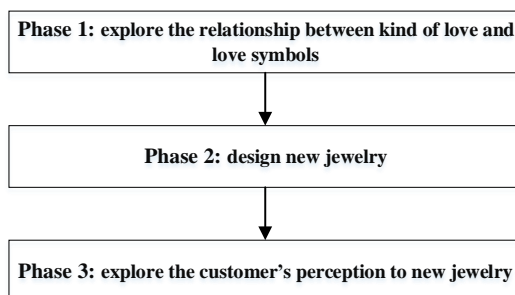 Phase 1: explore the relationship between kind of love and
love symbols
Phase 2: design new jewelry
Phase 3: explore the customer's perception to new jewelry